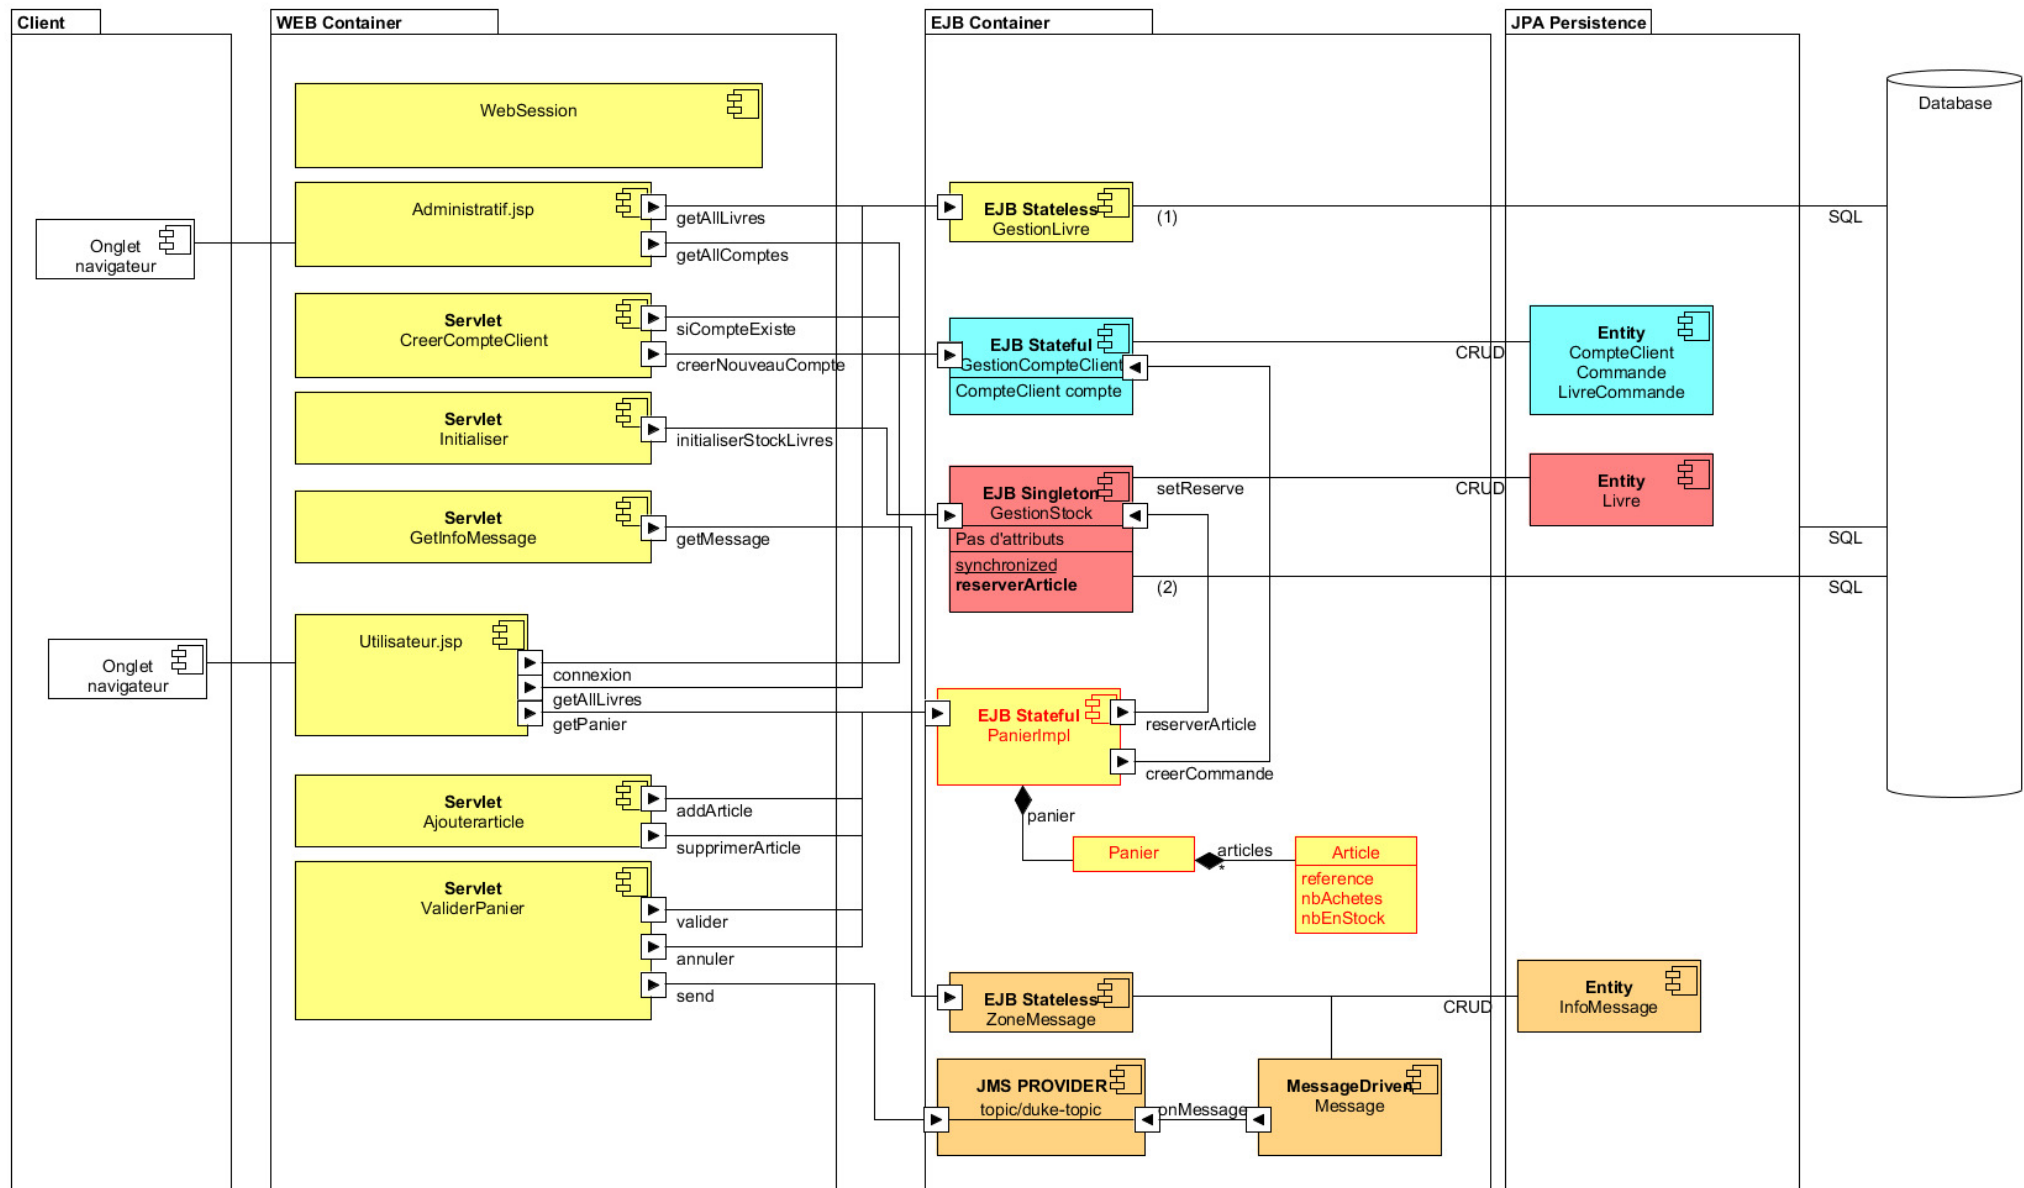 Client
WEB Container
EJB Container
JPA Persistence
Database
WebSession
Administratif.jsp
getAllLivres
getAllComptes
Onglet
navigateur
EJB Stateless
GestionLivre
(1)
SQL
Servlet
CreerCompteClient
siCompteExiste
creerNouveauCompte
EJB Stateful
GestionCompteClient
CompteClient compte
CRUD
Entity
CompteClient
Commande
LivreCommande
Servlet
Initialiser
initialiserStockLivres
EJB Singleton
GestionStock
Pas d'attributs
synchronized
reserverArticle
setReserve
CRUD
Entity
Livre
SQL
(2)
SQL
Servlet
GetInfoMessage
getMessage
Onglet
navigateur
Utilisateur.jsp
connexion
getAllLivres
getPanier
EJB Stateful
PanierImpl
reserverArticle
creerCommande
panier
Panier
articles
*
Article
reference
nbAchetes
nbEnStock
Servlet
Ajouterarticle
addArticle
supprimerArticle
Servlet
ValiderPanier
valider
annuler
send
EJB Stateless
ZoneMessage
CRUD
Entity
InfoMessage
JMS PROVIDER
topic/duke-topic
onMessage
MessageDriven
Message